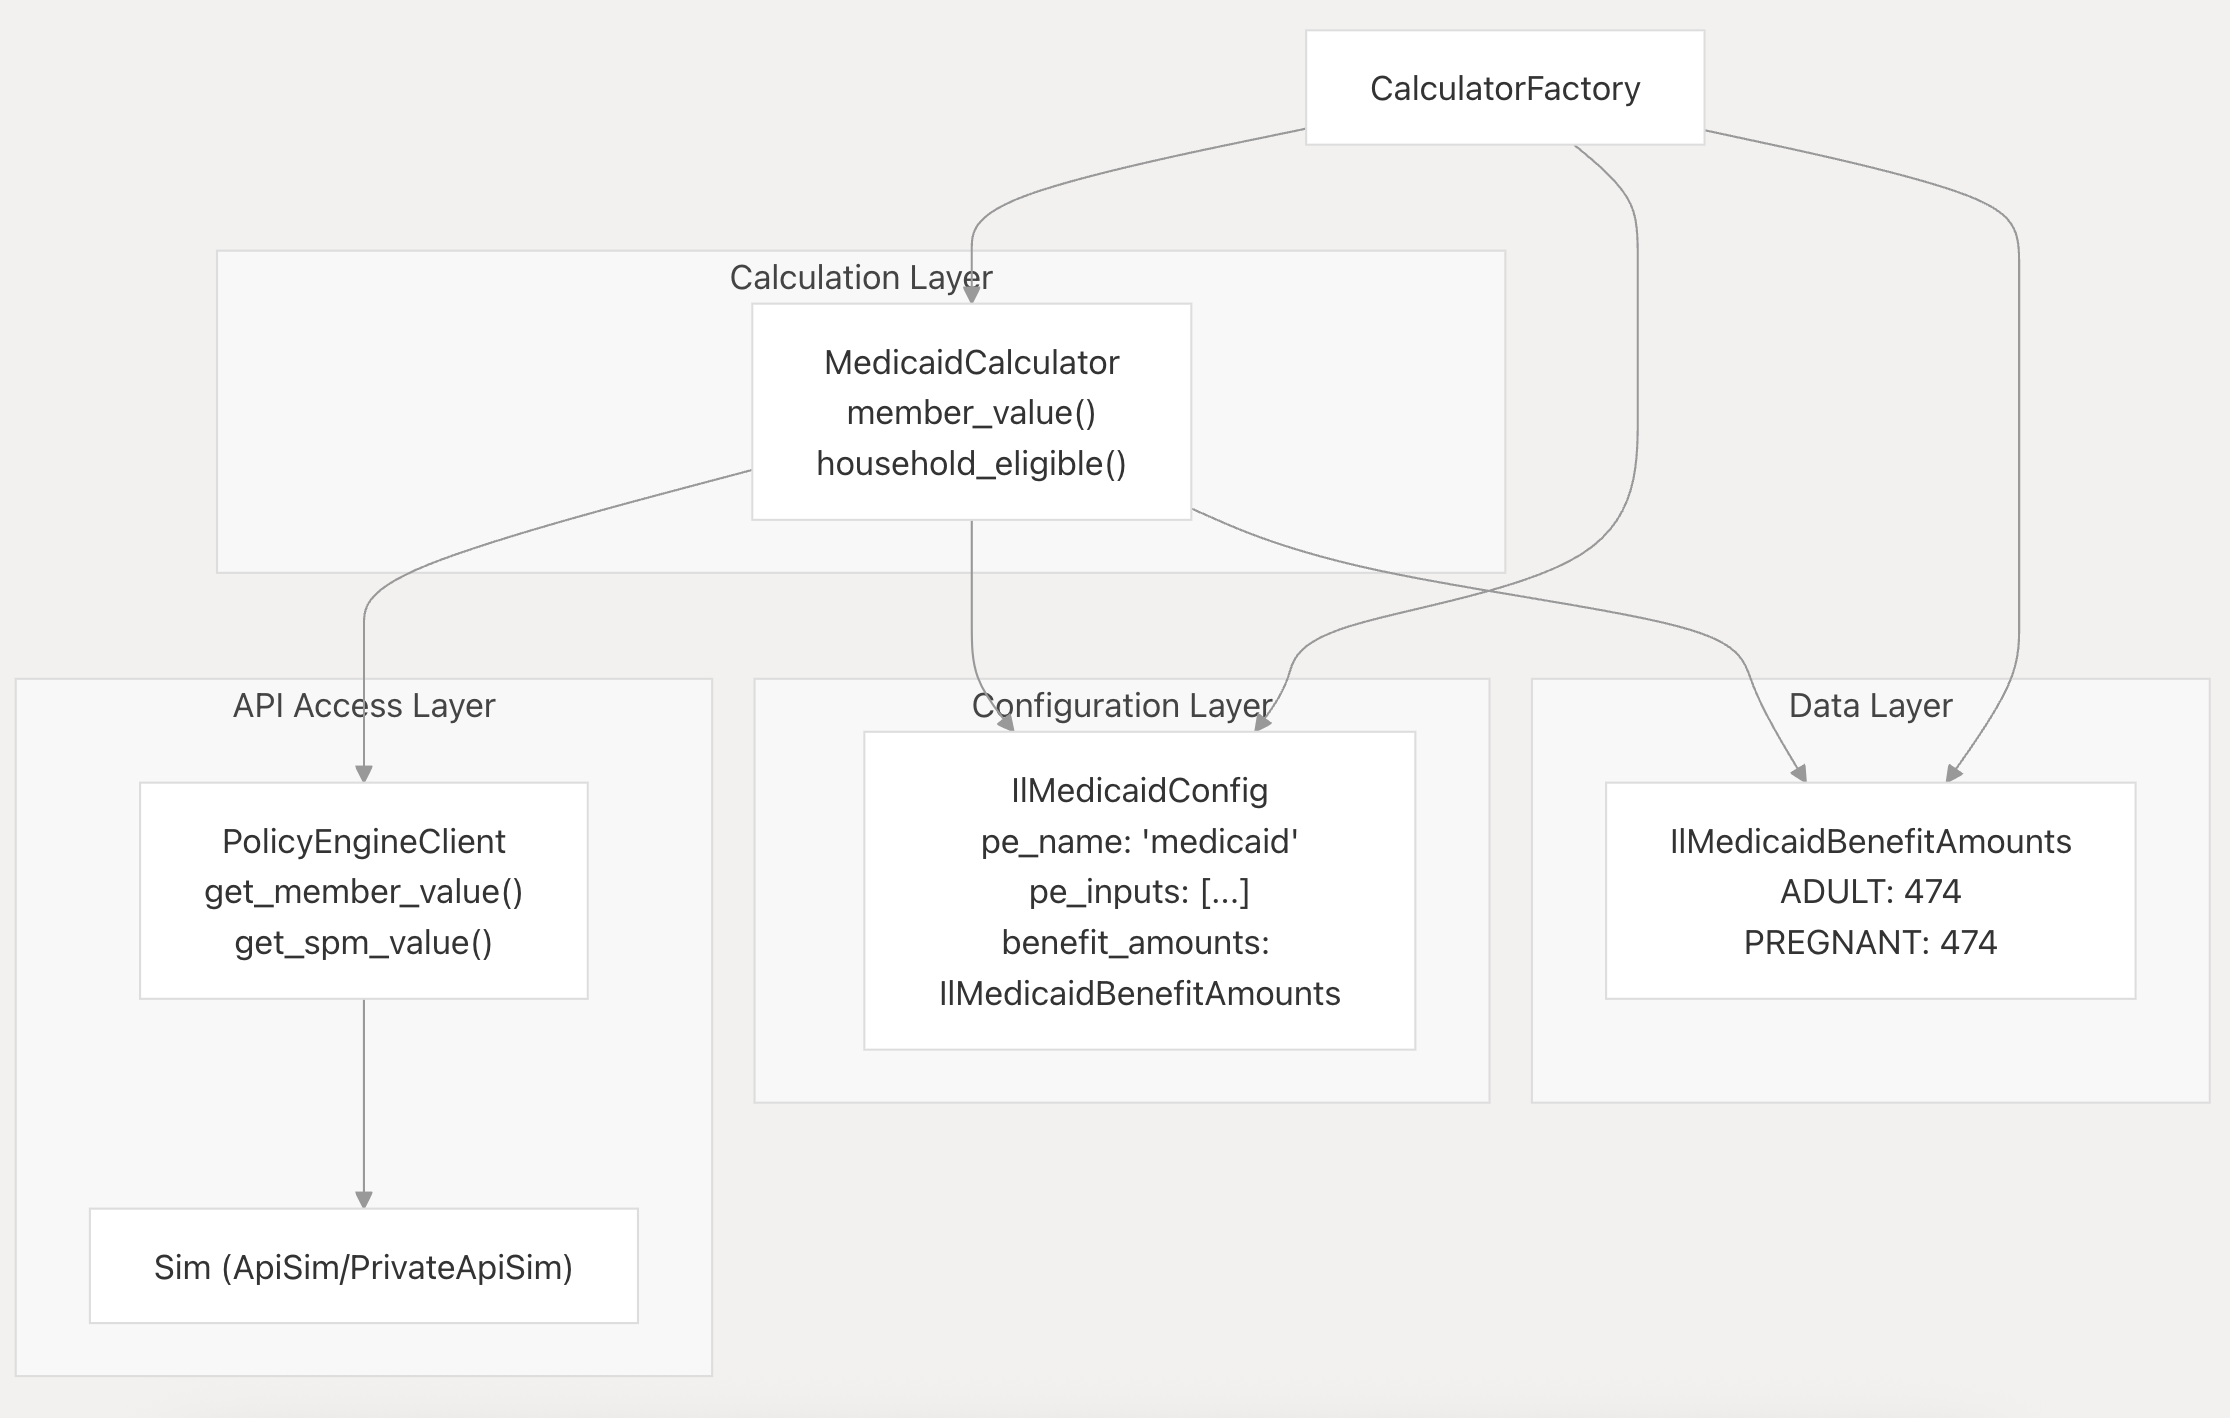 CalculatorFactory
Calculation Layer
MedicaidCalculator
member_value()
household_eligible()
API Access Layer
PolicyEngineClient
get_member_value()
get_spm_value()
Sim (ApiSim/PrivateApiSim)
Configuration Layer
IlMedicaidConfig
pe_name: 'medicaid'
pe_inputs: [...]
benefit_amounts:
IlMedicaidBenefitAmounts
Data Layer
IlMedicaidBenefitAmounts
ADULT: 474
PREGNANT: 474